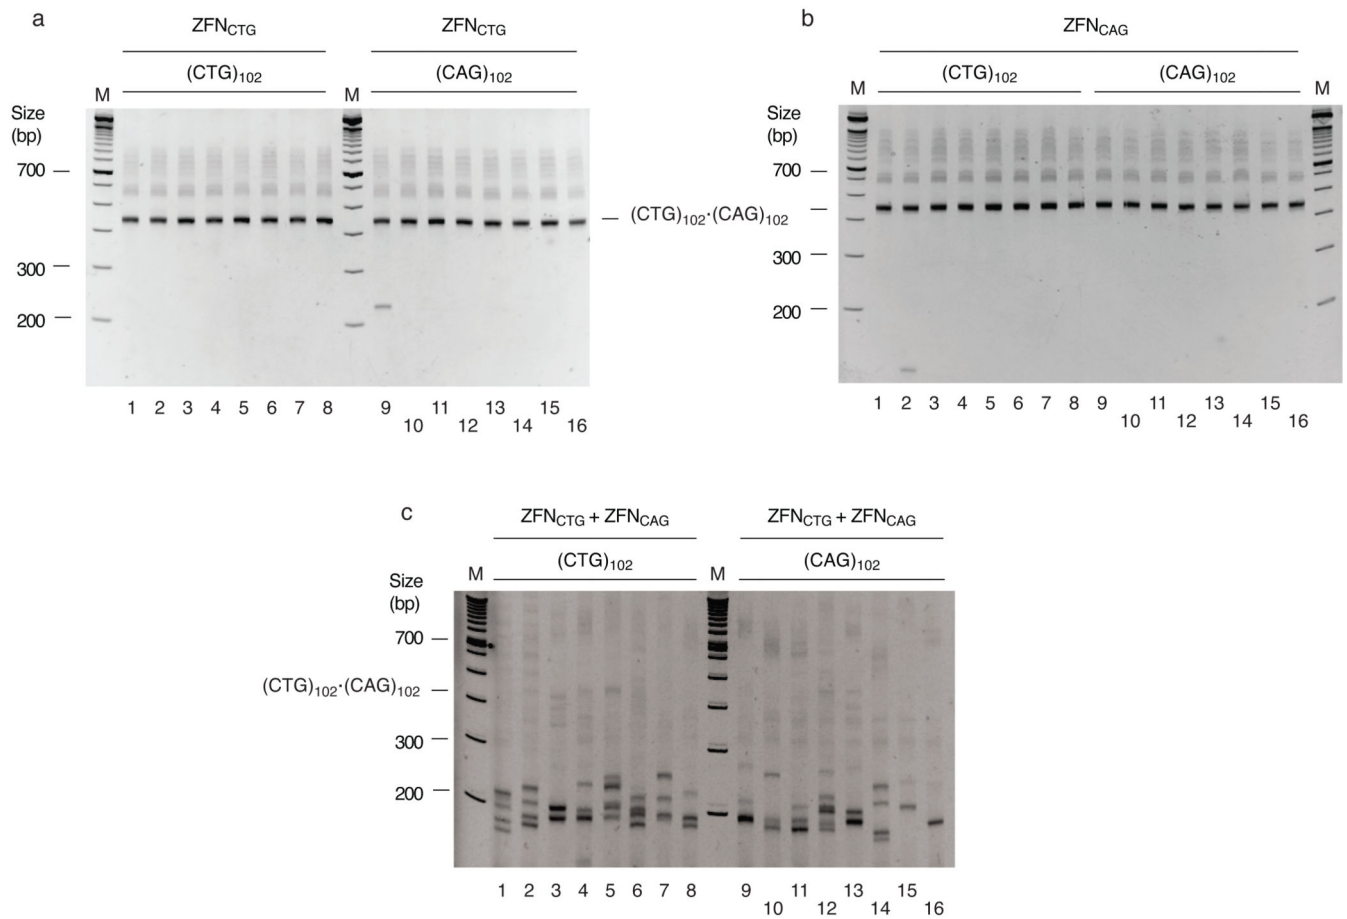 a
ZFN_CTG ZFN_CTG
(CTG)_102 (CAG)_102
M M
Size
(bp)
700
300
200
(CTG)_102·(CAG)_102
1 2 3 4 5 6 7 8 9 11 13 15
10 12 14 16
b
ZFN_CAG
(CTG)_102 (CAG)_102
M M
Size
(bp)
700
300
200
1 2 3 4 5 6 7 8 9 11 13 15
10 12 14 16
c
ZFN_CTG + ZFN_CAG ZFN_CTG + ZFN_CAG
(CTG)_102 (CAG)_102
M M
Size
(bp)
700
(CTG)_102·(CAG)_102
300
200
1 2 3 4 5 6 7 8 9 11 13 15
10 12 14 16